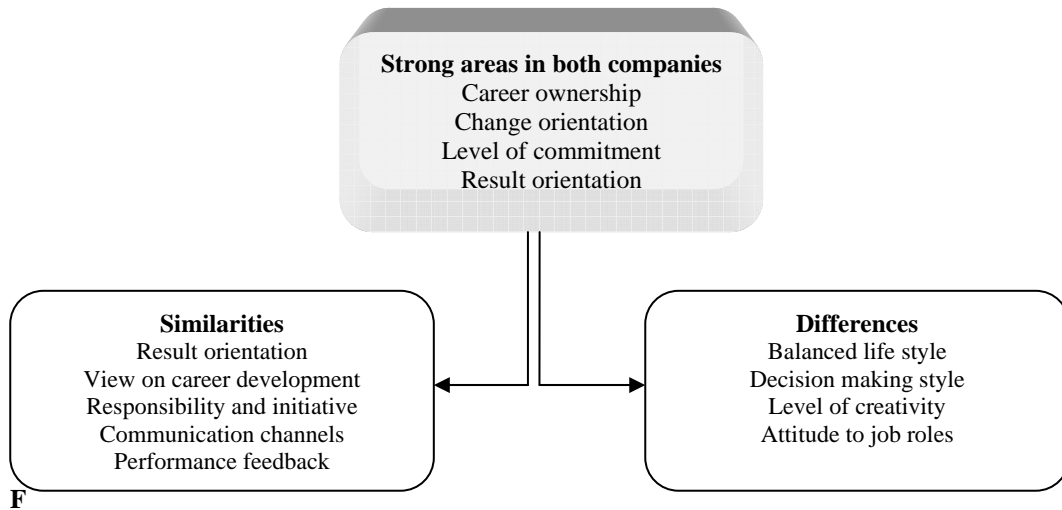 Strong areas in both companies
Career ownership
Change orientation
Level of commitment
Result orientation
Similarities
Result orientation
View on career development
Responsibility and initiative
Communication channels
Performance feedback
Differences
Balanced life style
Decision making style
Level of creativity
Attitude to job roles
F